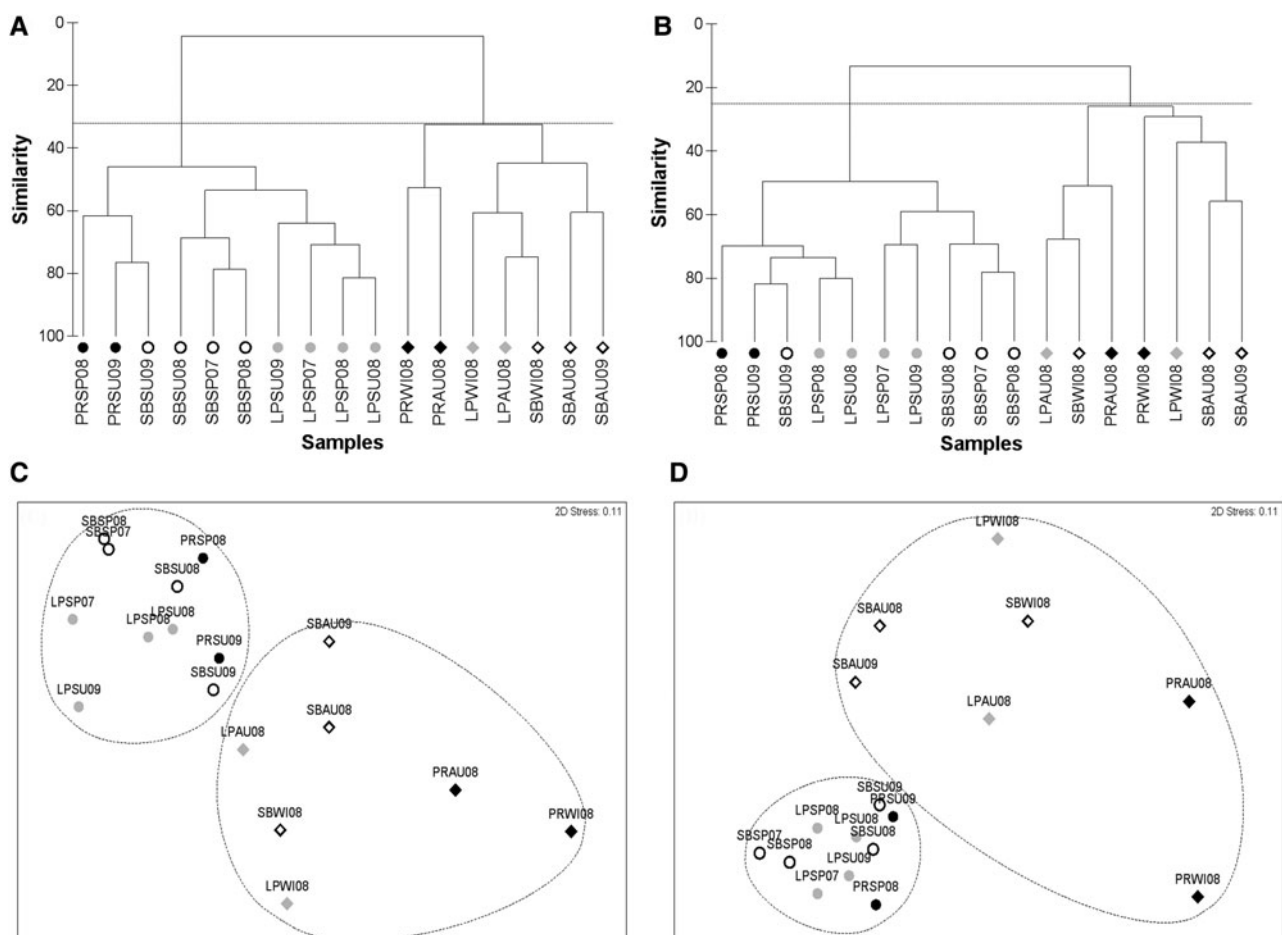 A
B
Similarity
0
20
40
60
80
100
PRSP08
PRSU09
SBSU09
SBSU08
SBSP07
SBSP08
LPSU09
LPSP07
LPSP08
LPSU08
PRWI08
PRAU08
LPWI08
LPAU08
SBWI08
SBAU08
SBAU09
Samples
Similarity
0
20
40
60
80
100
PRSP08
PRSU09
SBSU09
LPSP08
LPSU08
LPSP07
LPSU09
SBSU08
SBSP07
SBSP08
LPAU08
SBWI08
PRAU08
PRWI08
LPWI08
SBAU08
SBAU09
Samples
C
D
2D Stress: 0.11
SBSP08
SBSP07
PRSP08
SBSU08
LPSP07
LPSU08
LPSP08
SBAU09
PRSU09
SBSU09
LPSU09
SBAU08
LPAU08
PRAU08
SBWI08
PRWI08
LPWI08
2D Stress: 0.11
LPWI08
SBAU08
SBWI08
SBAU09
PRAU08
LPAU08
SBSU09
PRSU09
LPSP08
LPSU08
SBSU08
SBSP07
SBSP08
LPSU09
LPSP07
PRSP08
PRWI08